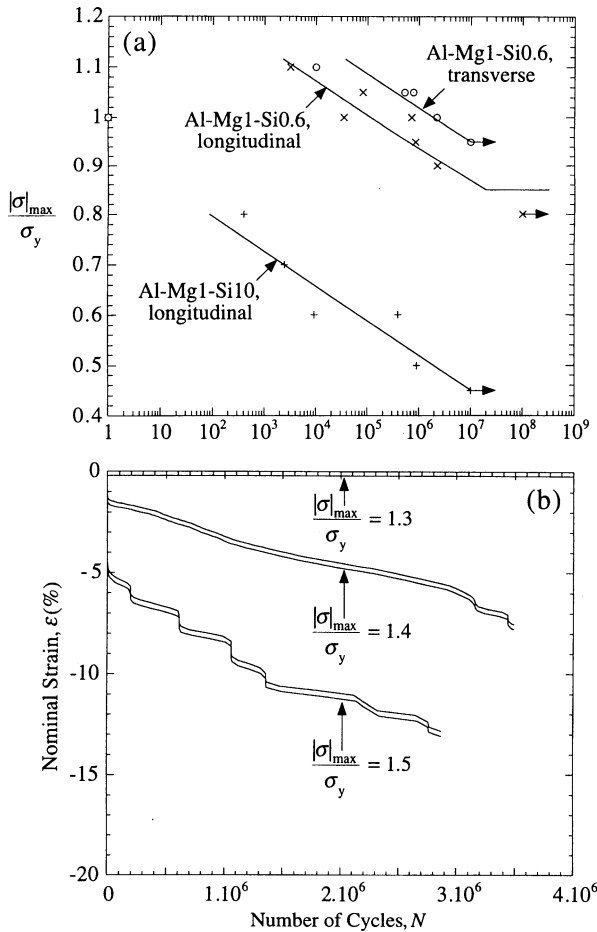 (a)
1.2
1.1
1.0
0.9
0.8
0.7
0.6
0.5
0.4
|σ|max
σy
Al-Mg1-Si0.6,
transverse
Al-Mg1-Si0.6,
longitudinal
Al-Mg1-Si10,
longitudinal
1 10² 10³ 10⁴ 10⁵ 10⁶ 10⁷ 10⁸ 10⁹
(b)
0
-5
-10
-15
-20
Nominal Strain, ε(%)
|σ|max
σy = 1.3
|σ|max
σy = 1.4
|σ|max
σy = 1.5
0 1.10⁶ 2.10⁶ 3.10⁶ 4.10⁶
Number of Cycles, N